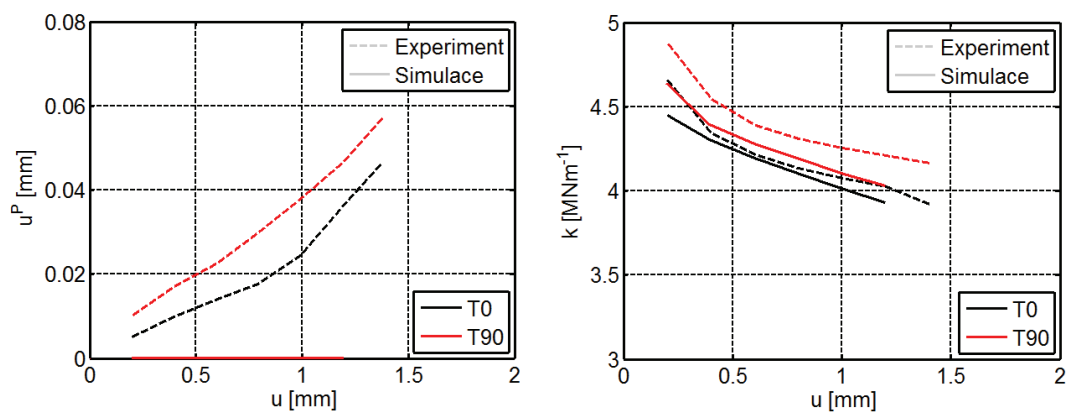 0.08
0.06
0.04
0.02
0
uᴾ [mm]
Experiment
Simulace
T0
T90
0 0.5 1 1.5 2
u [mm]
5
4.5
4
3.5
3
k [MNm⁻¹]
Experiment
Simulace
T0
T90
0 0.5 1 1.5 2
u [mm]